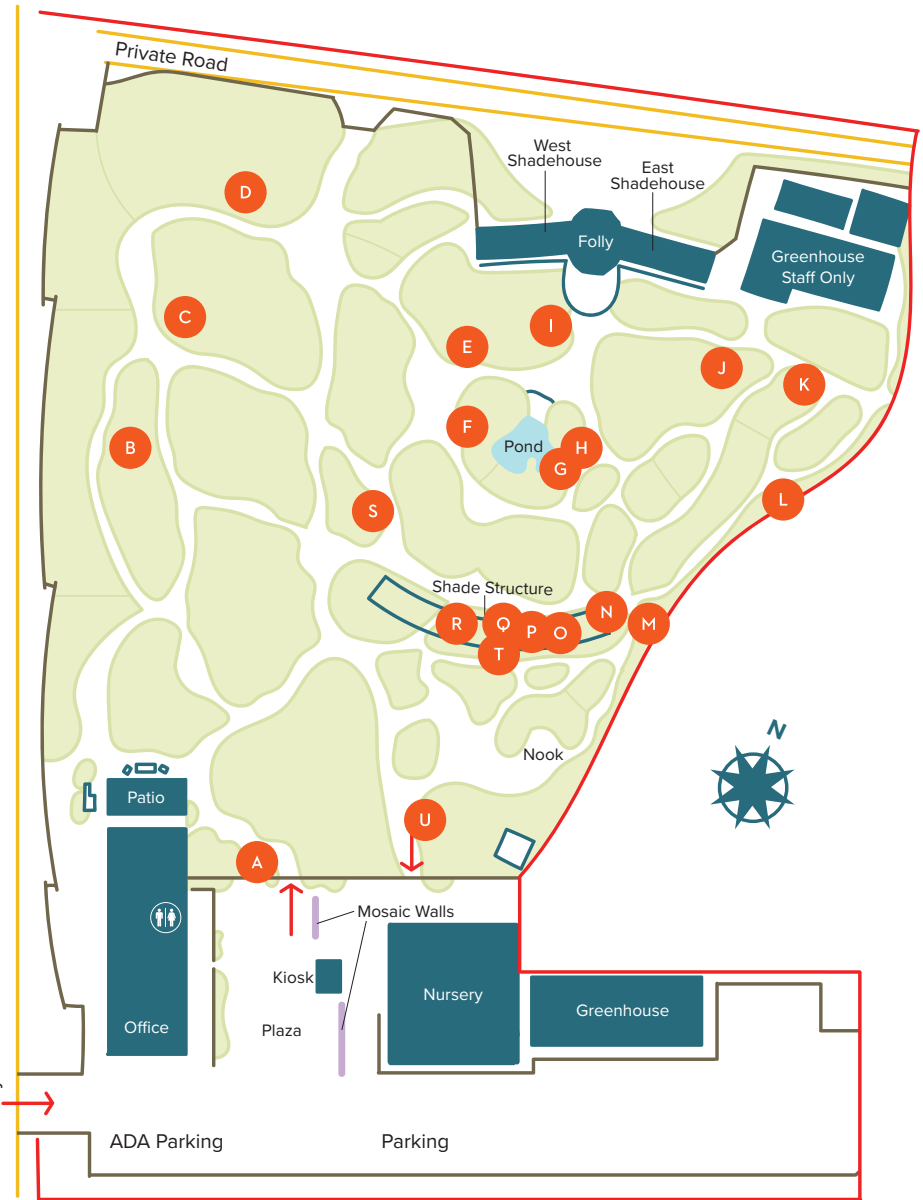 Private Road
West
Shadehouse
East
Shadehouse
D
Folly
Greenhouse
Staff Only
C
I
E
J
K
F
B
Pond
H
G
L
S
Shade Structure
R
Q
P
O
N
M
T
N
Nook
Patio
U
A
Mosaic Walls
Kiosk
Nursery
Greenhouse
Office
Plaza
ADA Parking
Parking